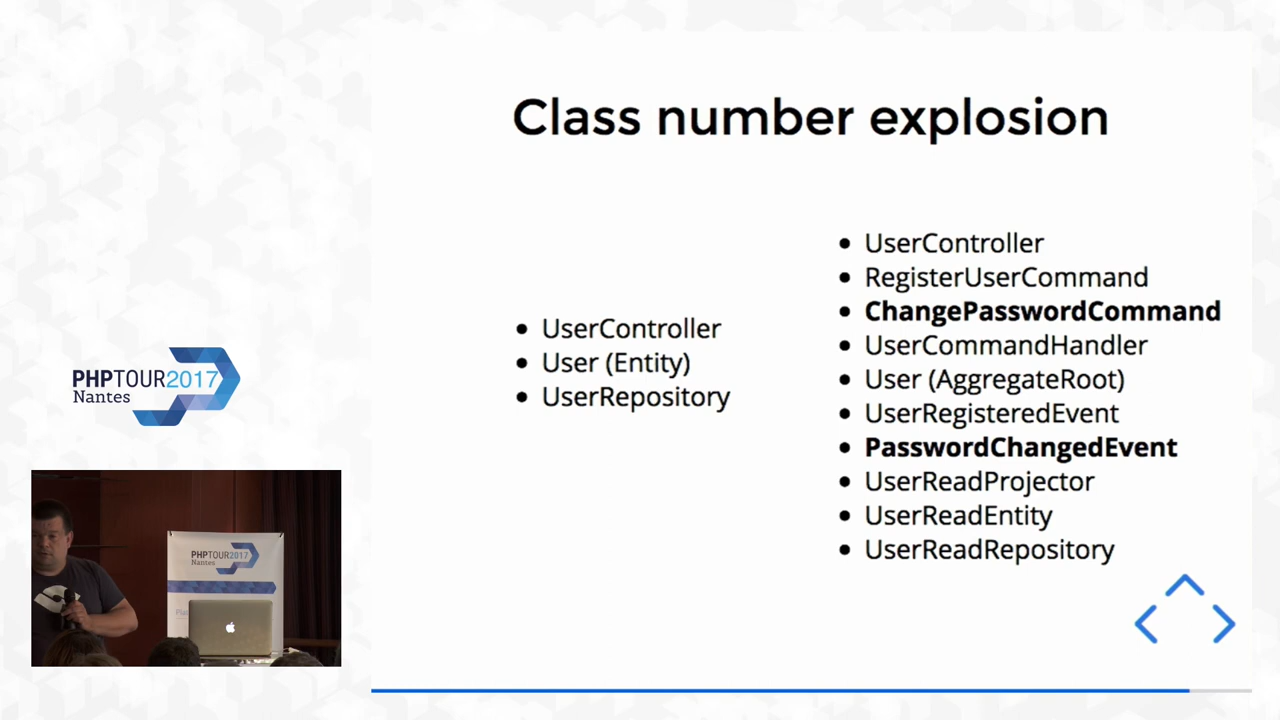 Class number explosion
UserController
User (Entity)
UserRepository
UserController
RegisterUserCommand
ChangePasswordCommand
UserCommandHandler
User (AggregateRoot)
UserRegisteredEvent
PasswordChangedEvent
UserReadProjector
UserReadEntity
UserReadRepository
PHPTOUR2017
Nantes
PHPTOUR2017
Nantes